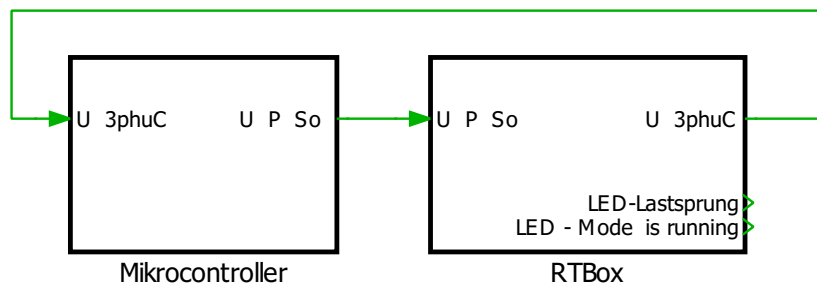 U 3phuC
U P So
U P So
U 3phuC
LED-Lastsprung
LED - Mode is running
Mikrocontroller
RTBox